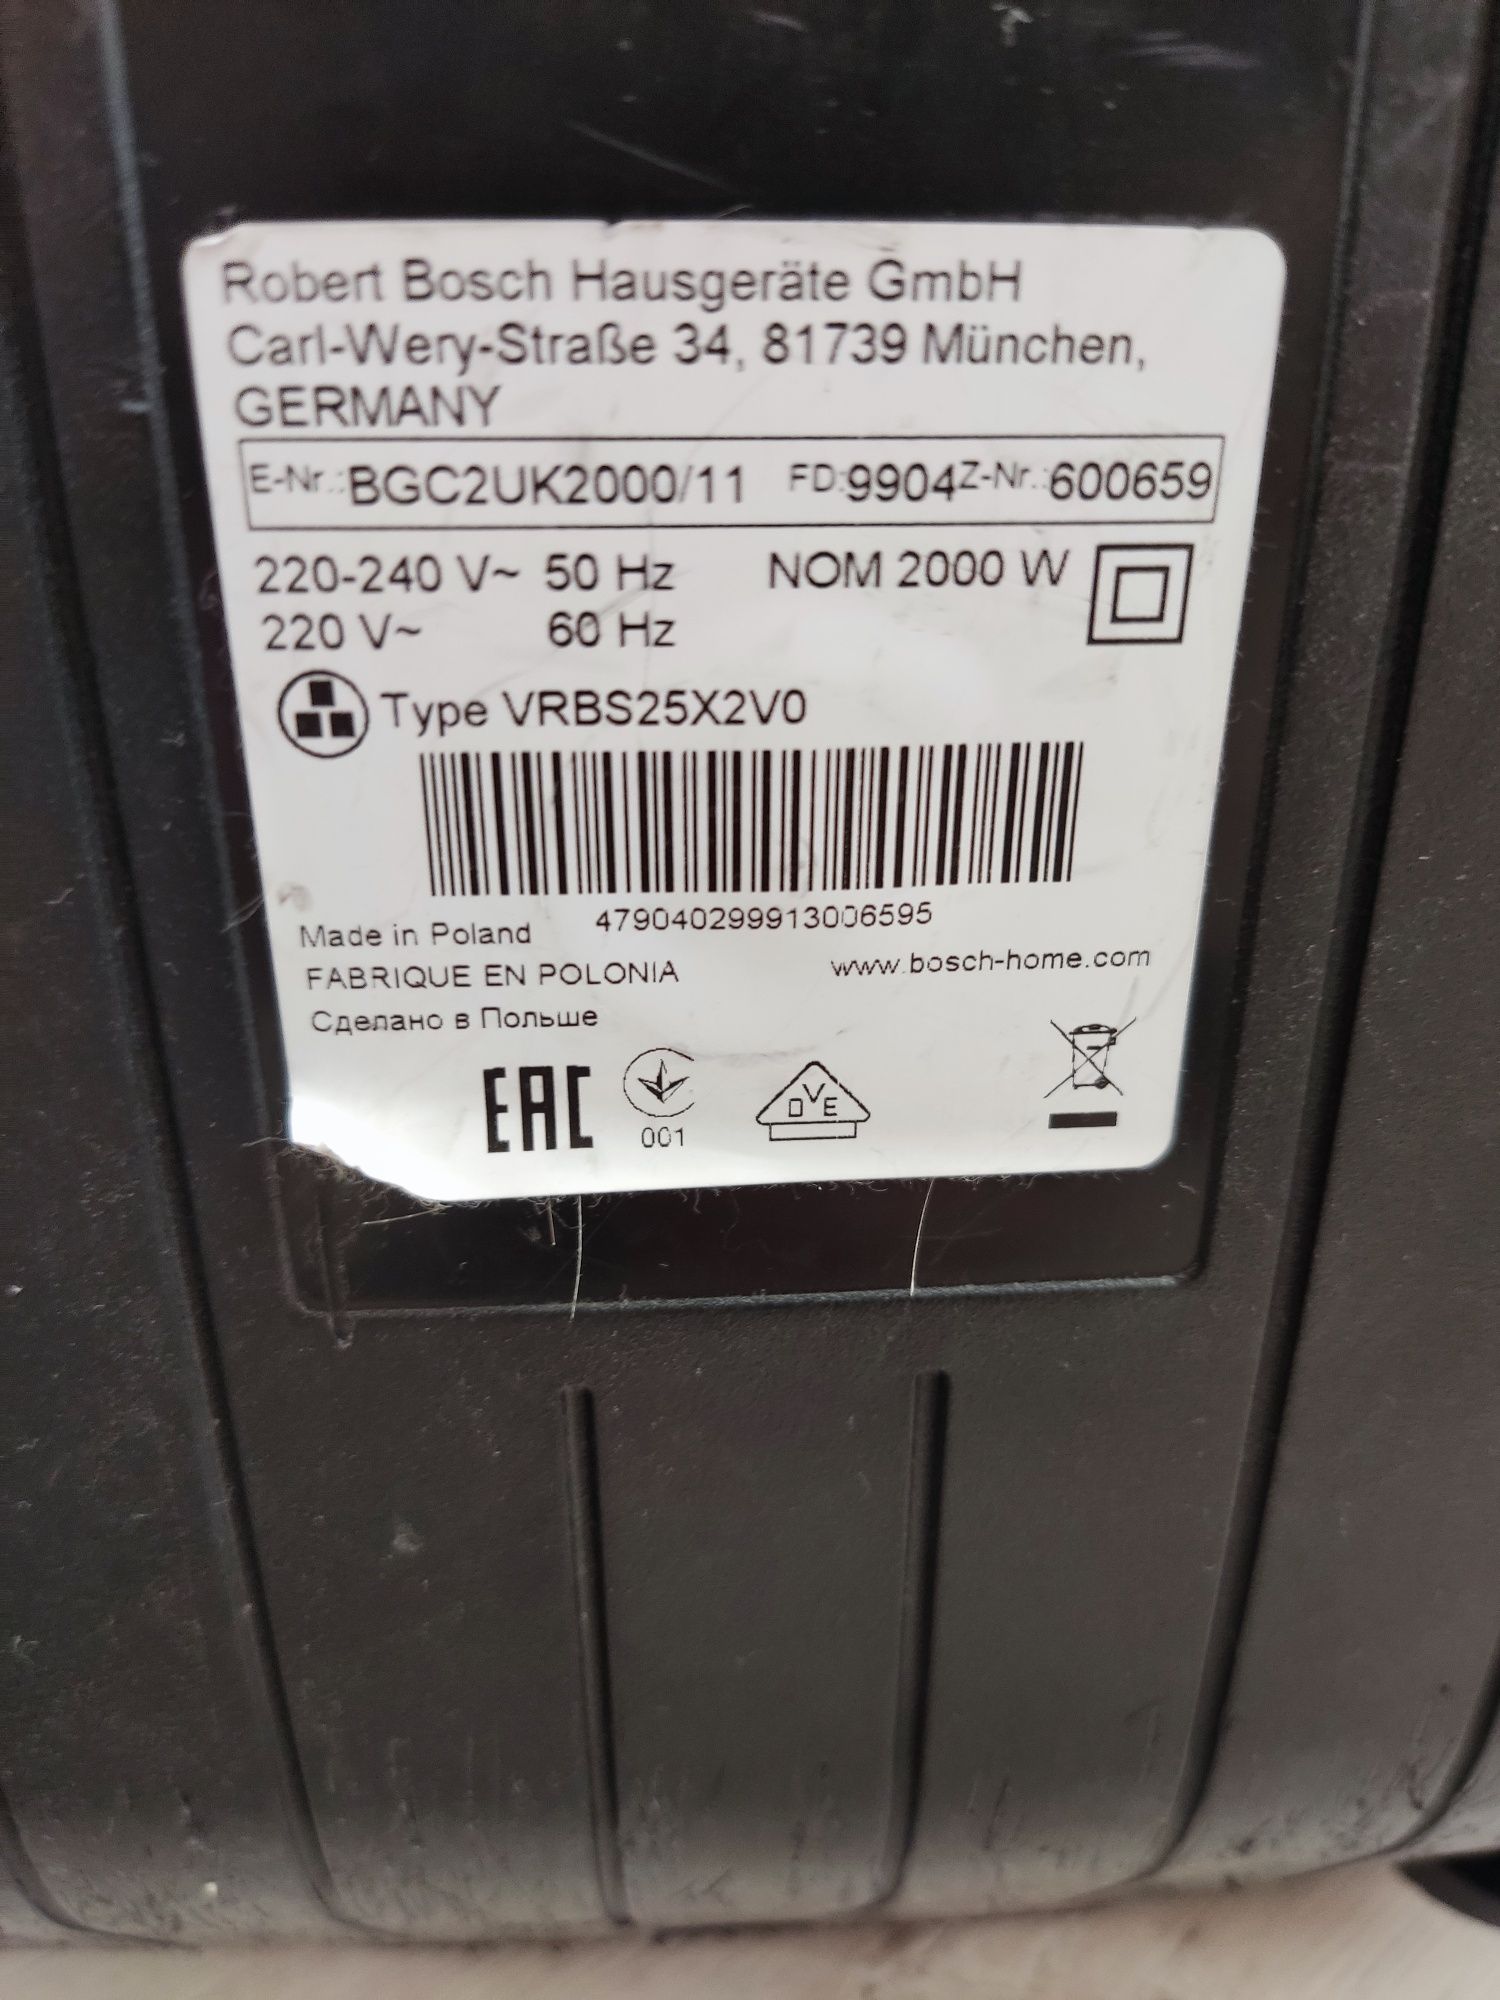 Robert Bosch Hausgeräte GmbH
Carl-Wery-Straße 34, 81739 München,
GERMANY
E-Nr.:BGC2UK2000/11 FD:9904 Z-Nr.:600659
220-240 V~ 50 Hz NOM 2000 W
220 V~ 60 Hz
Type VRBS25X2V0
479040299913006595
Made in Poland
FABRIQUE EN POLONIA
www.bosch-home.com
Сделано в Польше
EAC
001
DVE